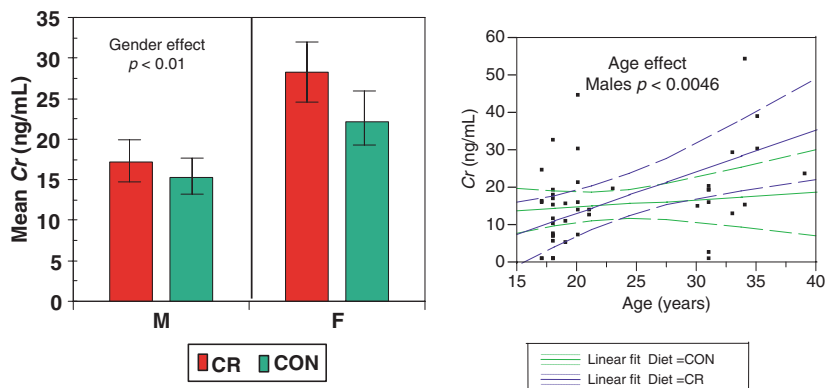 35
30
25
20
15
10
5
0
Mean Cr (ng/mL)
Gender effect
p < 0.01
M
F
CR
CON
60
50
40
30
20
10
0
Cr (ng/mL)
Age effect
Males p < 0.0046
15
20
25
30
35
40
Age (years)
Linear fit Diet =CON
Linear fit Diet =CR